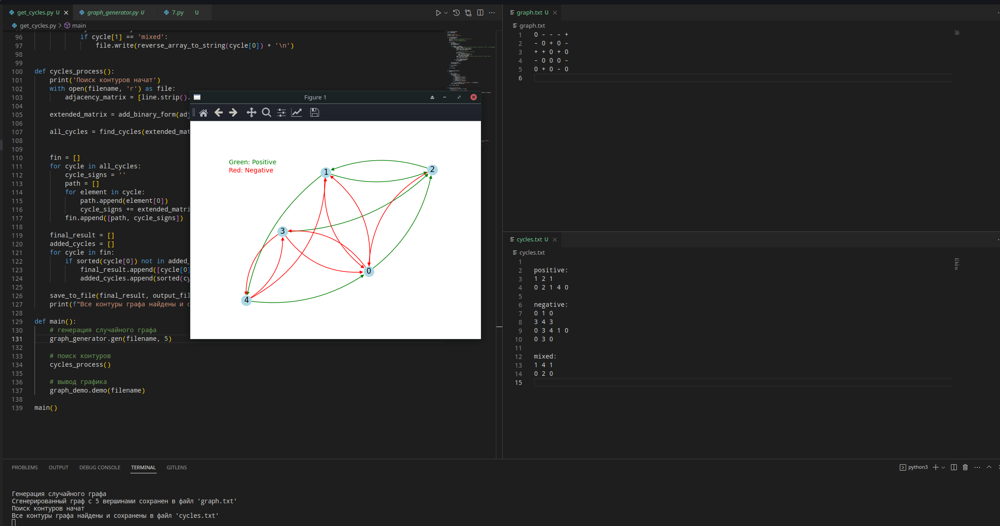 get_cycles.py U
graph_generator.py U
7.py U
get_cycles.py > main
96 if cycle[1] == 'mixed':
97 file.write(reverse_array_to_string(cycle[0]) + '\n')
98
99
100 def cycles_process():
101 print('Поиск контуров начат')
102 with open(filename, 'r') as file:
103 adjacency_matrix = [line.strip().
104
105 extended_matrix = add_binary_form(adj
106
107 all_cycles = find_cycles(extended_mat
108
109
110 fin = []
111 for cycle in all_cycles:
112 cycle_signs = ''
113 path = []
114 for element in cycle:
115 path.append(element[0])
116 cycle_signs += extended_matri
117 fin.append([path, cycle_signs])
118
119 final_result = []
120 added_cycles = []
121 for cycle in fin:
122 if sorted(cycle[0]) not in added_
123 final_result.append([cycle[0]
124 added_cycles.append(sorted(cy
125
126 save_to_file(final_result, output_fil
127 print(f"Все контуры графа найдены и с
128
129 def main():
130 # генерация случайного графа
131 graph_generator.gen(filename, 5)
132
133 # поиск контуров
134 cycles_process()
135
136 # вывод графика
137 graph_demo.demo(filename)
138
139 main()
Figure 1
Green: Positive
Red: Negative
1
2
3
0
4
graph.txt U
graph.txt
1 0 - - - +
2 - 0 + 0 -
3 + + 0 + 0
4 - 0 0 0 -
5 0 + 0 - 0
6
cycles.txt U
cycles.txt
1
2 positive:
3 1 2 1
4 0 2 1 4 0
5
6 negative:
7 0 1 0
8 3 4 3
9 0 3 4 1 0
10 0 3 0
11
12 mixed:
13 1 4 1
14 0 2 0
15
PROBLEMS OUTPUT DEBUG CONSOLE TERMINAL GITLENS
python3
Генерация случайного графа
Сгенерированный граф с 5 вершинами сохранен в файл 'graph.txt'
Поиск контуров начат
Все контуры графа найдены и сохранены в файл 'cycles.txt'